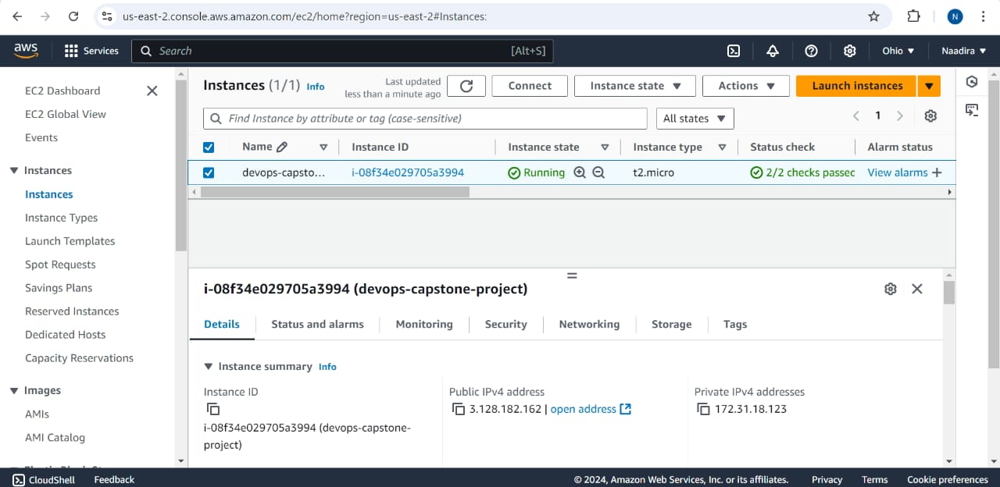 us-east-2.console.aws.amazon.com/ec2/home?region=us-east-2#Instances:
N
aws
Services
Search
[Alt+S]
Ohio
Naadira
EC2 Dashboard
EC2 Global View
Events
Instances
Instances
Instance Types
Launch Templates
Spot Requests
Savings Plans
Reserved Instances
Dedicated Hosts
Capacity Reservations
Images
AMIs
AMI Catalog
Instances (1/1) Info
Last updated
less than a minute ago
Connect
Instance state
Actions
Launch instances
Find Instance by attribute or tag (case-sensitive)
All states
1
Name
Instance ID
Instance state
Instance type
Status check
Alarm status
devops-capsto...
i-08f34e029705a3994
Running
t2.micro
2/2 checks passec
View alarms +
i-08f34e029705a3994 (devops-capstone-project)
Details
Status and alarms
Monitoring
Security
Networking
Storage
Tags
Instance summary Info
Instance ID
i-08f34e029705a3994 (devops-capstone-
project)
Public IPv4 address
3.128.182.162 | open address
Private IPv4 addresses
172.31.18.123
CloudShell
Feedback
© 2024, Amazon Web Services, Inc. or its affiliates.
Privacy
Terms
Cookie preferences